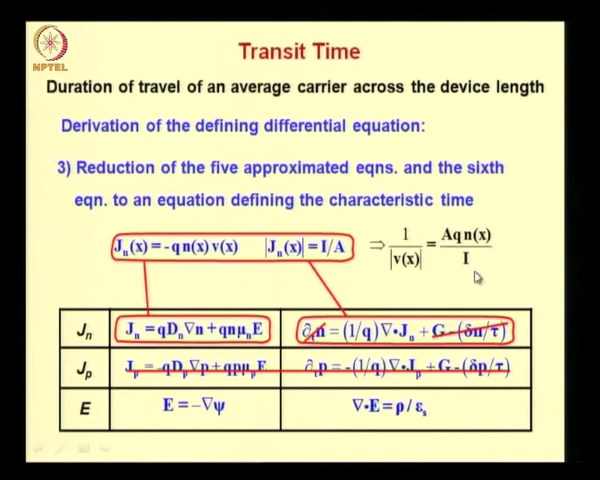 Transit Time
NPTEL
Duration of travel of an average carrier across the device length
Derivation of the defining differential equation:
3) Reduction of the five approximated eqns. and the sixth
eqn. to an equation defining the characteristic time
Jₙ(x) = -q n(x) v(x) |Jₙ(x)| = I/A ⇒ 1/|v(x)| = A q n(x)/I
Jₙ Jₙ = qDₙ∇n + qnμₙE ∂ₜn = (1/q)∇•Jₙ + G - (δn/τ)
Jₚ Jₚ = -qDₚ∇p + qpμₚE ∂ₜp = -(1/q)∇•Jₚ + G - (δp/τ)
E E = -∇ψ ∇•E = ρ / εₛ